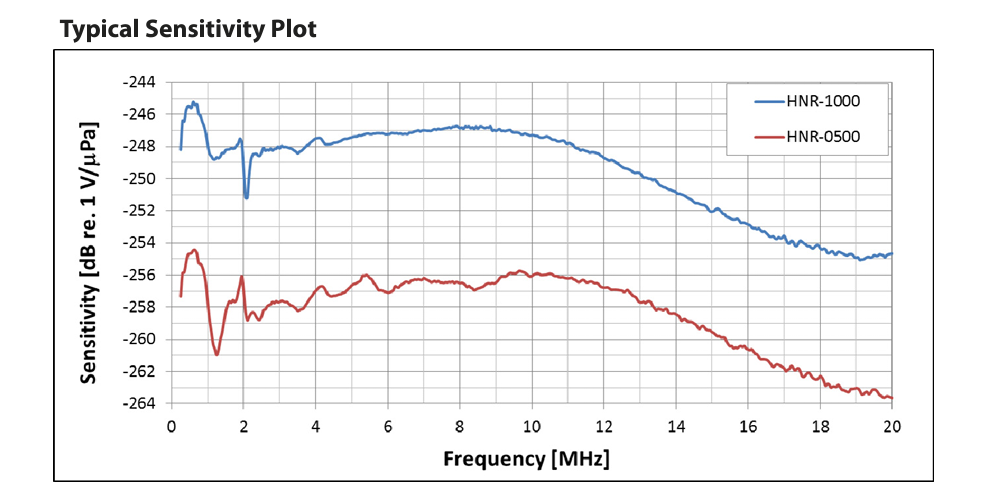 Typical Sensitivity Plot
Sensitivity [dB re. 1 V/μPa]
-244
-246
-248
-250
-252
-254
-256
-258
-260
-262
-264
HNR-1000
HNR-0500
0 2 4 6 8 10 12 14 16 18 20
Frequency [MHz]